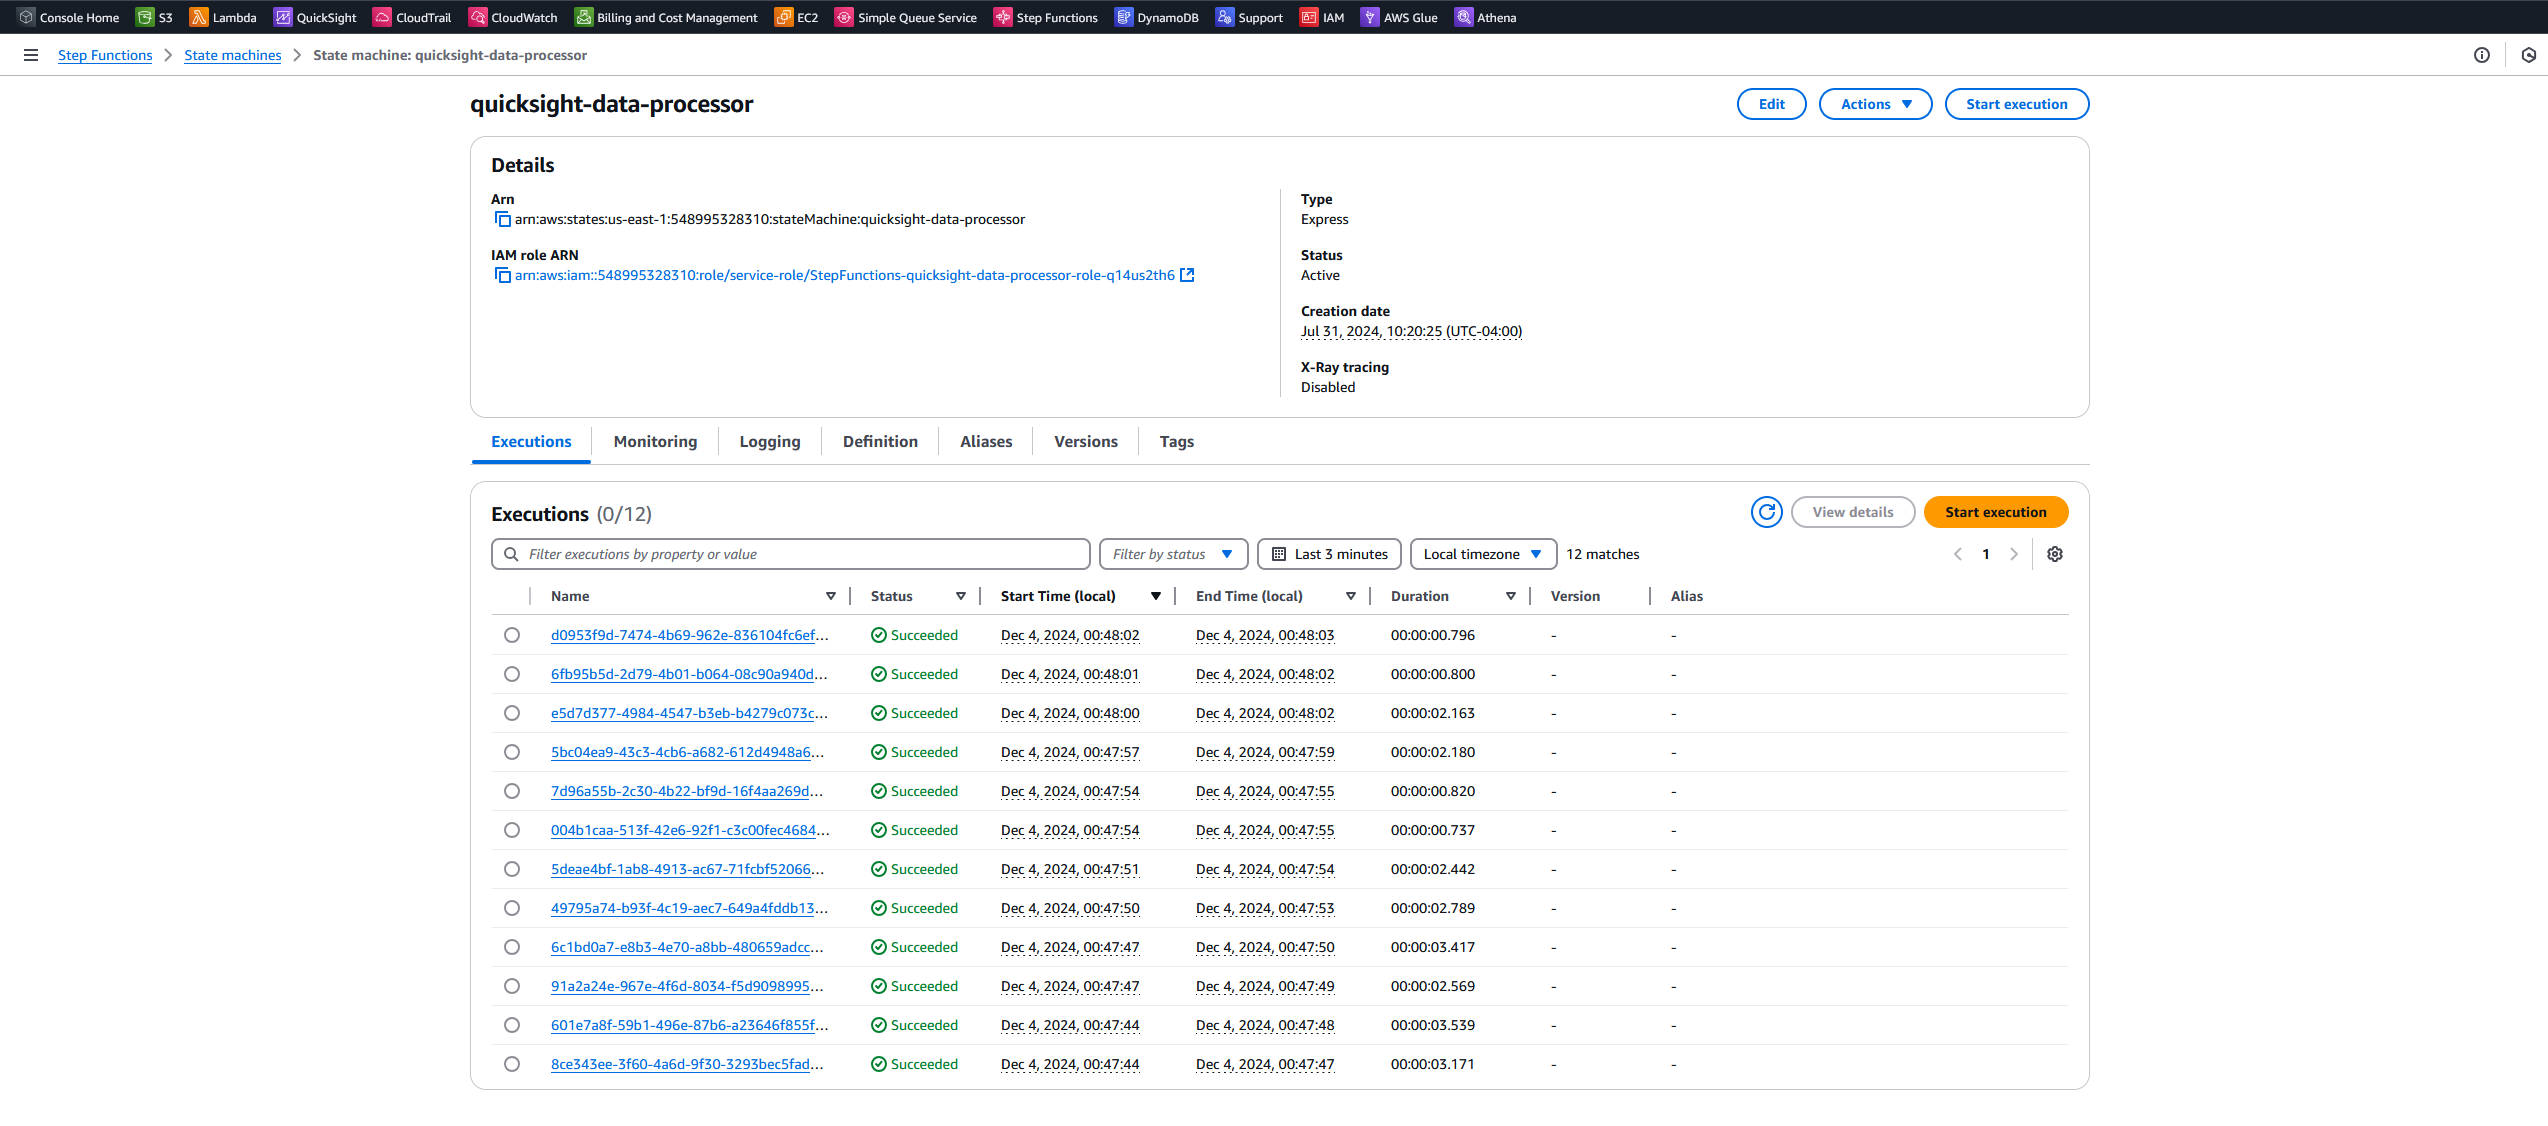 Console Home S3 Lambda QuickSight CloudTrail CloudWatch Billing and Cost Management EC2 Simple Queue Service Step Functions DynamoDB Support IAM AWS Glue Athena
Step Functions > State machines > State machine: quicksight-data-processor
quicksight-data-processor Edit Actions Start execution
Details
Arn
arn:aws:states:us-east-1:548995328310:stateMachine:quicksight-data-processor
IAM role ARN
arn:aws:iam::548995328310:role/service-role/StepFunctions-quicksight-data-processor-role-q14us2th6
Type
Express
Status
Active
Creation date
Jul 31, 2024, 10:20:25 (UTC-04:00)
X-Ray tracing
Disabled
Executions Monitoring Logging Definition Aliases Versions Tags
Executions (0/12) View details Start execution
Filter executions by property or value Filter by status Last 3 minutes Local timezone 12 matches 1
Name Status Start Time (local) End Time (local) Duration Version Alias
d0953f9d-7474-4b69-962e-836104fc6ef... Succeeded Dec 4, 2024, 00:48:02 Dec 4, 2024, 00:48:03 00:00:00.796 - -
6fb95b5d-2d79-4b01-b064-08c90a940d... Succeeded Dec 4, 2024, 00:48:01 Dec 4, 2024, 00:48:02 00:00:00.800 - -
e5d7d377-4984-4547-b3eb-b4279c073c... Succeeded Dec 4, 2024, 00:48:00 Dec 4, 2024, 00:48:02 00:00:02.163 - -
5bc04ea9-43c3-4cb6-a682-612d4948a6... Succeeded Dec 4, 2024, 00:47:57 Dec 4, 2024, 00:47:59 00:00:02.180 - -
7d96a55b-2c30-4b22-bf9d-16f4aa269d... Succeeded Dec 4, 2024, 00:47:54 Dec 4, 2024, 00:47:55 00:00:00.820 - -
004b1caa-513f-42e6-92f1-c3c00fec4684... Succeeded Dec 4, 2024, 00:47:54 Dec 4, 2024, 00:47:55 00:00:00.737 - -
5deae4bf-1ab8-4913-ac67-71fcbf52066... Succeeded Dec 4, 2024, 00:47:51 Dec 4, 2024, 00:47:54 00:00:02.442 - -
49795a74-b93f-4c19-aec7-649a4fddb13... Succeeded Dec 4, 2024, 00:47:50 Dec 4, 2024, 00:47:53 00:00:02.789 - -
6c1bd0a7-e8b3-4e70-a8bb-480659adcc... Succeeded Dec 4, 2024, 00:47:47 Dec 4, 2024, 00:47:50 00:00:03.417 - -
91a2a24e-967e-4f6d-8034-f5d9098995... Succeeded Dec 4, 2024, 00:47:47 Dec 4, 2024, 00:47:49 00:00:02.569 - -
601e7a8f-59b1-496e-87b6-a23646f855f... Succeeded Dec 4, 2024, 00:47:44 Dec 4, 2024, 00:47:48 00:00:03.539 - -
8ce343ee-3f60-4a6d-9f30-3293bec5fad... Succeeded Dec 4, 2024, 00:47:44 Dec 4, 2024, 00:47:47 00:00:03.171 - -